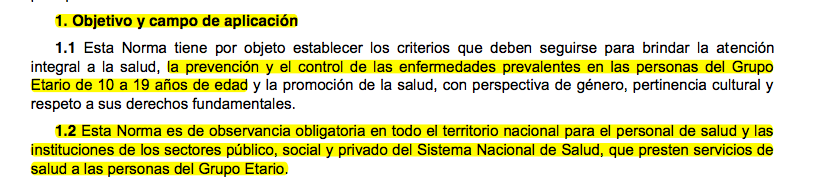 1. Objetivo y campo de aplicación
1.1 Esta Norma tiene por objeto establecer los criterios que deben seguirse para brindar la atención
integral a la salud, la prevención y el control de las enfermedades prevalentes en las personas del Grupo
Etario de 10 a 19 años de edad y la promoción de la salud, con perspectiva de género, pertinencia cultural y
respeto a sus derechos fundamentales.
1.2 Esta Norma es de observancia obligatoria en todo el territorio nacional para el personal de salud y las
instituciones de los sectores público, social y privado del Sistema Nacional de Salud, que presten servicios de
salud a las personas del Grupo Etario.